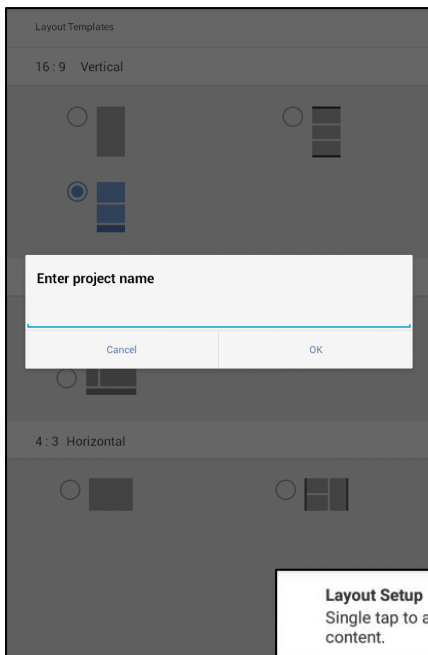 Layout Templates
16 : 9 Vertical
Enter project name
Cancel OK
4 : 3 Horizontal
Layout Setup
Single tap to a
content.